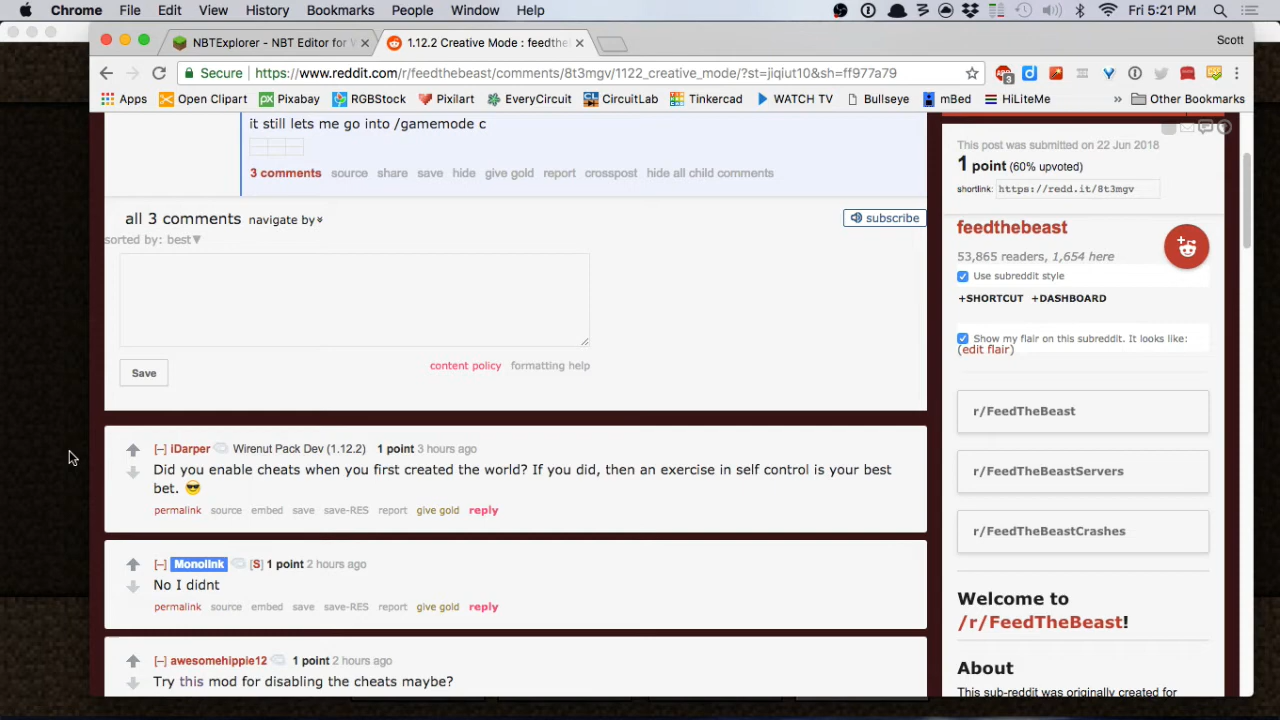 Chrome File Edit View History Bookmarks People Window Help Fri 5:21 PM
NBTExplorer - NBT Editor for W 1.12.2 Creative Mode : feedthe Scott
Secure https://www.reddit.com/r/feedthebeast/comments/8t3mgv/1122_creative_mode/?st=jiqiut10&sh=ff977a79 3
Apps Open Clipart Pixabay RGBStock Pixilart EveryCircuit CircuitLab Tinkercad WATCH TV Bullseye mBed HiLiteMe » Other Bookmarks
it still lets me go into /gamemode c
3 comments source share save hide give gold report crosspost hide all child comments
all 3 comments navigate by
subscribe
sorted by: best▼
content policy formatting help
Save
[–] iDarper Wirenut Pack Dev (1.12.2) 1 point 3 hours ago
Did you enable cheats when you first created the world? If you did, then an exercise in self control is your best
bet. 😎
permalink source embed save save-RES report give gold reply
[–] Monolink [S] 1 point 2 hours ago
No I didnt
permalink source embed save save-RES report give gold reply
[–] awesomehippie12 1 point 2 hours ago
Try this mod for disabling the cheats maybe?
This post was submitted on 22 Jun 2018
1 point (60% upvoted)
shortlink: https://redd.it/8t3mgv
feedthebeast
53,865 readers, 1,654 here
Use subreddit style
+SHORTCUT +DASHBOARD
Show my flair on this subreddit. It looks like:
(edit flair)
r/FeedTheBeast
r/FeedTheBeastServers
r/FeedTheBeastCrashes
Welcome to
/r/FeedTheBeast!
About
This sub-reddit was originally created for